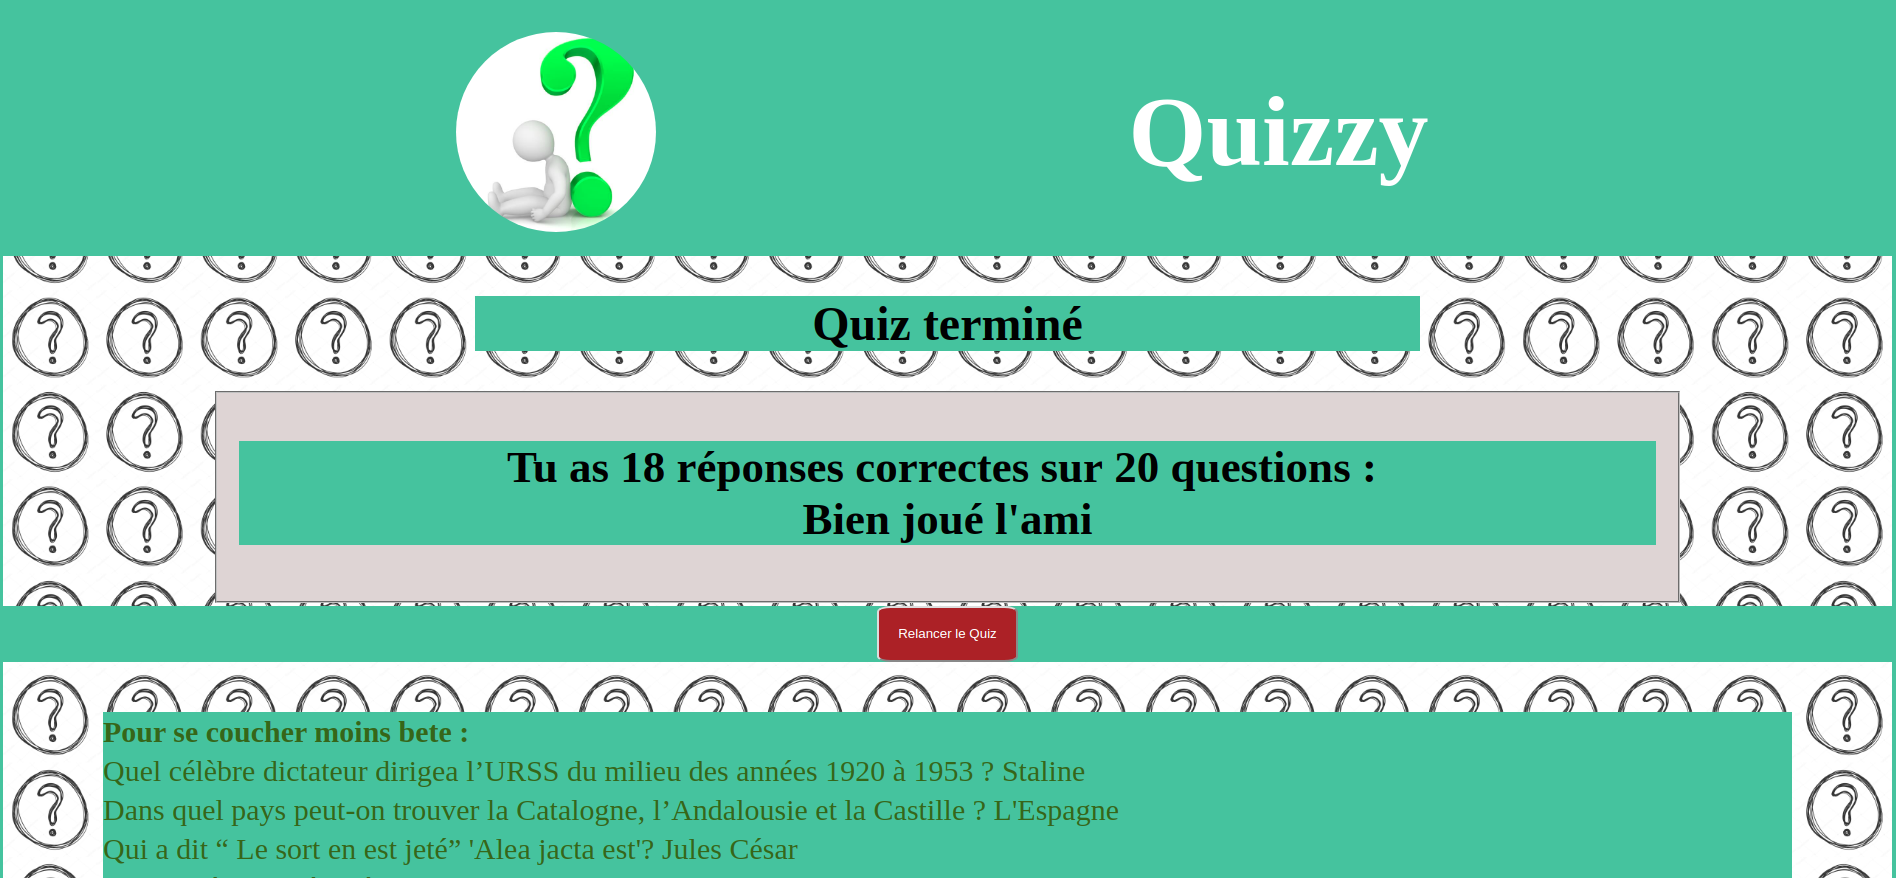 Quizzy
Quiz terminé
Tu as 18 réponses correctes sur 20 questions :
Bien joué l'ami
Relancer le Quiz
Pour se coucher moins bete :
Quel célèbre dictateur dirigea l’URSS du milieu des années 1920 à 1953 ? Staline
Dans quel pays peut-on trouver la Catalogne, l’Andalousie et la Castille ? L'Espagne
Qui a dit “ Le sort en est jeté” 'Alea jacta est'? Jules César